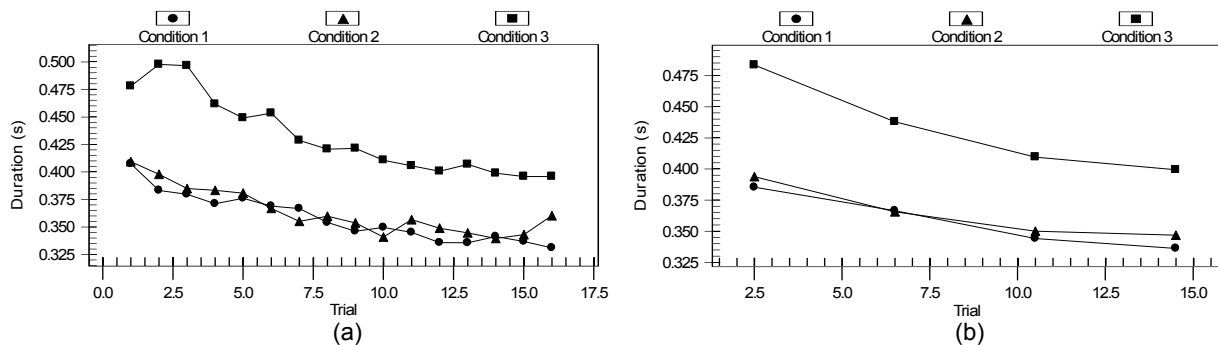 Condition 1 Condition 2 Condition 3
0.500
0.475
0.450
0.425
0.400
0.375
0.350
0.325
Duration (s)
0.0 2.5 5.0 7.5 10.0 12.5 15.0 17.5
Trial
(a)
Condition 1 Condition 2 Condition 3
0.475
0.450
0.425
0.400
0.375
0.350
0.325
Duration (s)
2.5 5.0 7.5 10.0 12.5 15.0
Trial
(b)